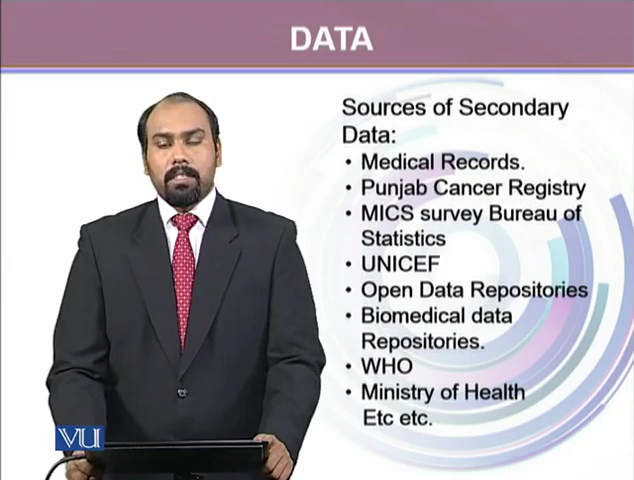 DATA
Sources of Secondary
Data:
• Medical Records.
• Punjab Cancer Registry
• MICS survey Bureau of
Statistics
• UNICEF
• Open Data Repositories
• Biomedical data
Repositories.
• WHO
• Ministry of Health
Etc etc.
VU